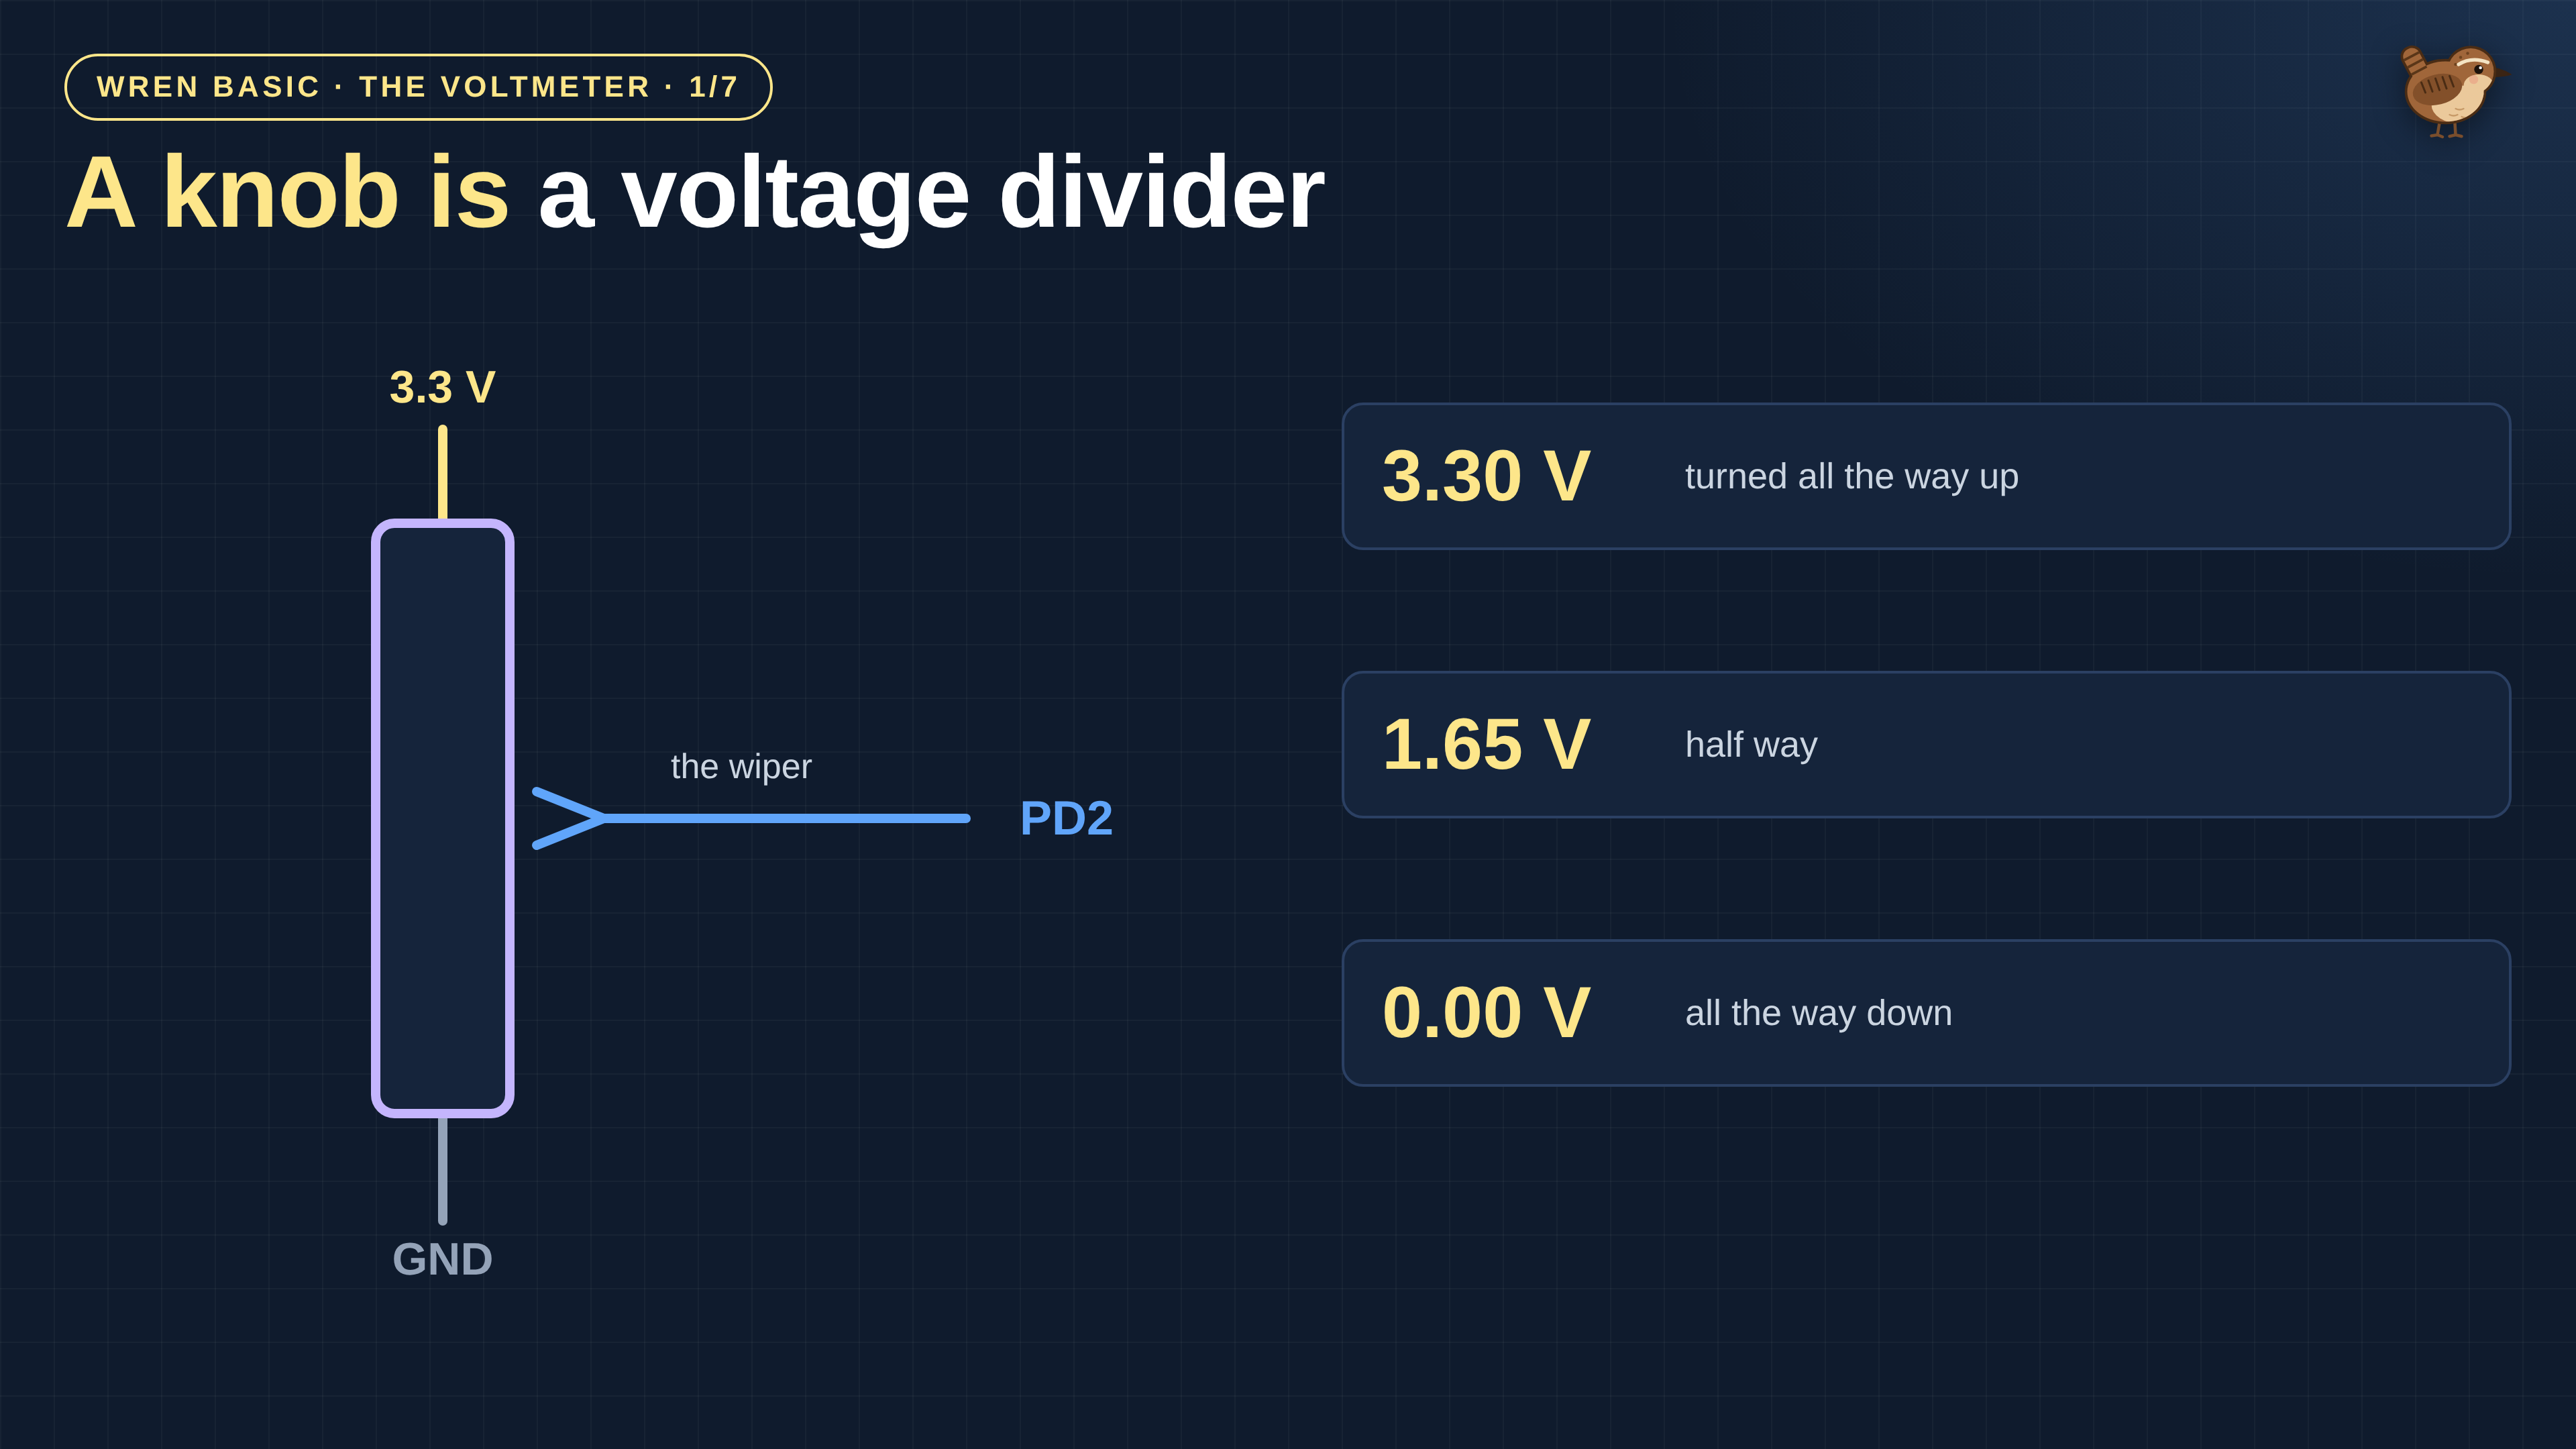 WREN BASIC · THE VOLTMETER · 1/7
A knob is a voltage divider
3.3 V
the wiper
PD2
GND
3.30 V turned all the way up
1.65 V half way
0.00 V all the way down